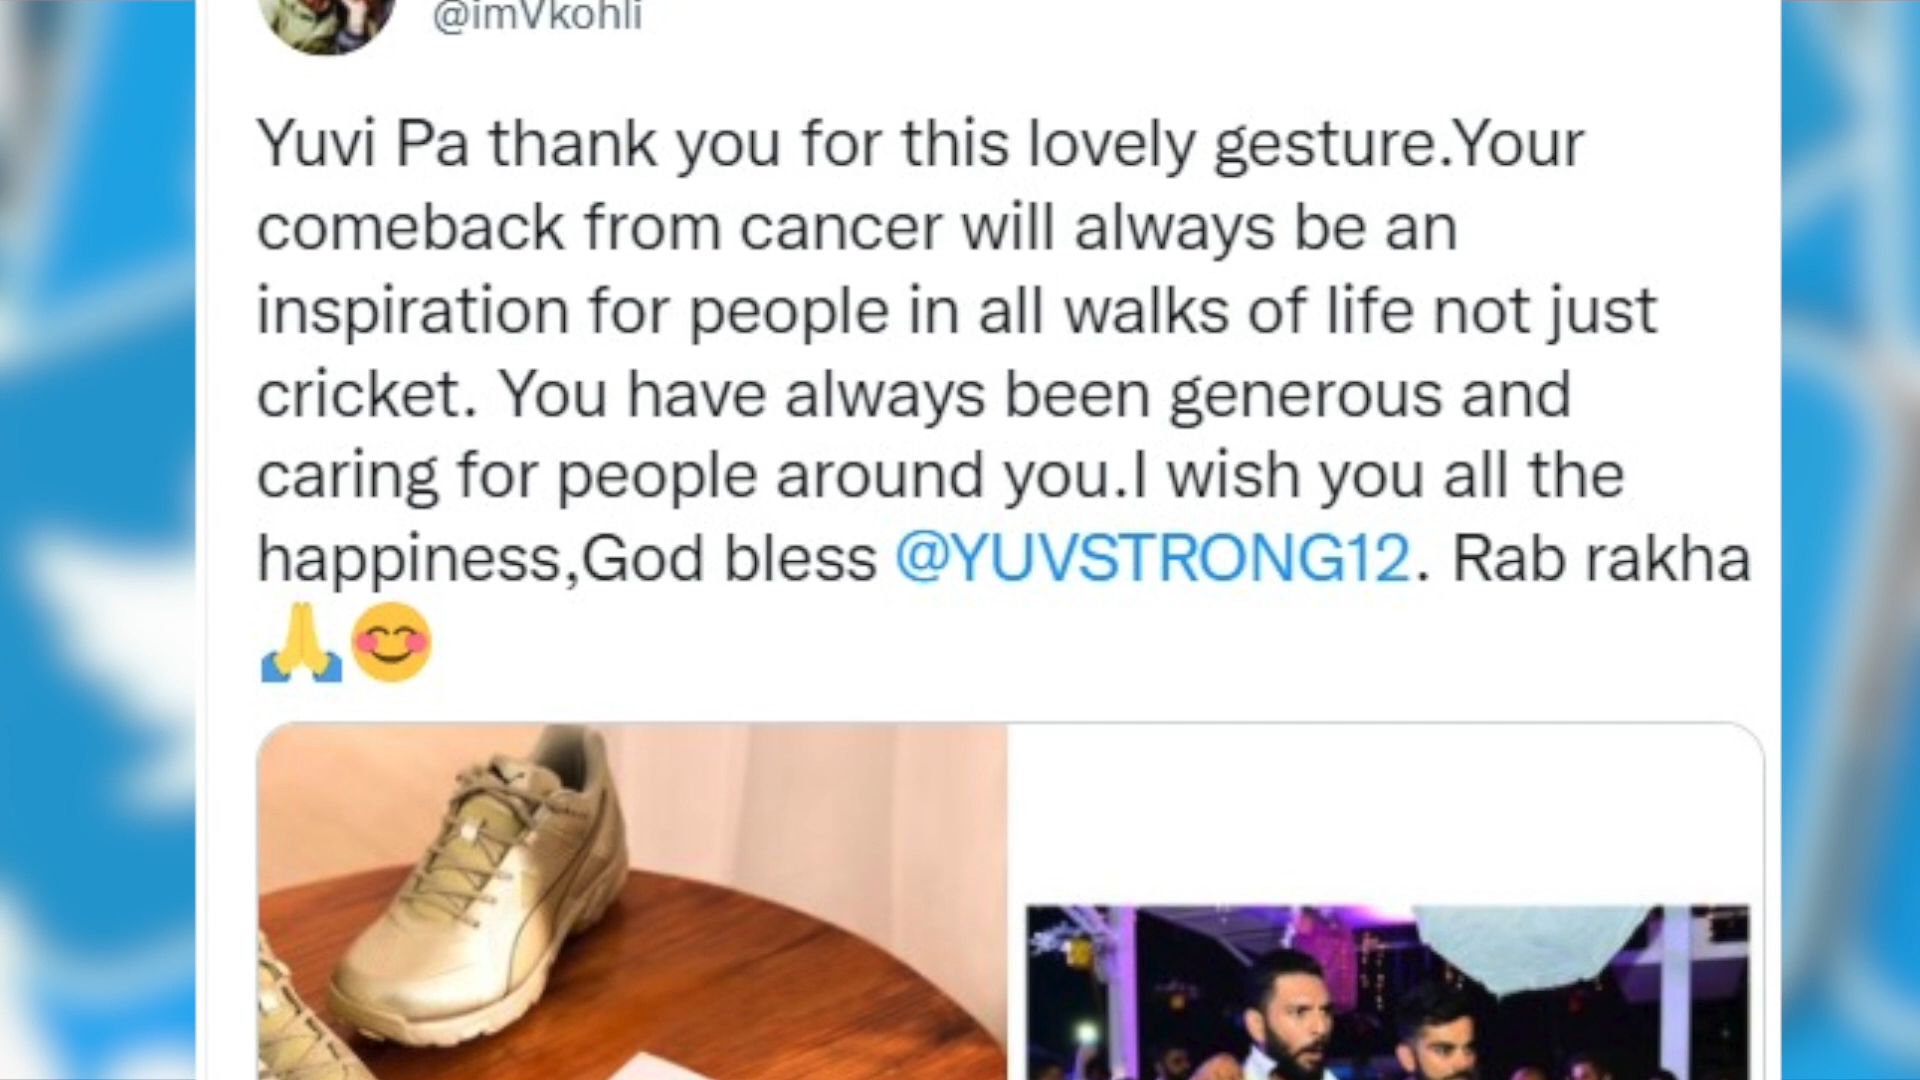 @imVkohli
Yuvi Pa thank you for this lovely gesture.Your
comeback from cancer will always be an
inspiration for people in all walks of life not just
cricket. You have always been generous and
caring for people around you.I wish you all the
happiness,God bless @YUVSTRONG12. Rab rakha
🙏😊